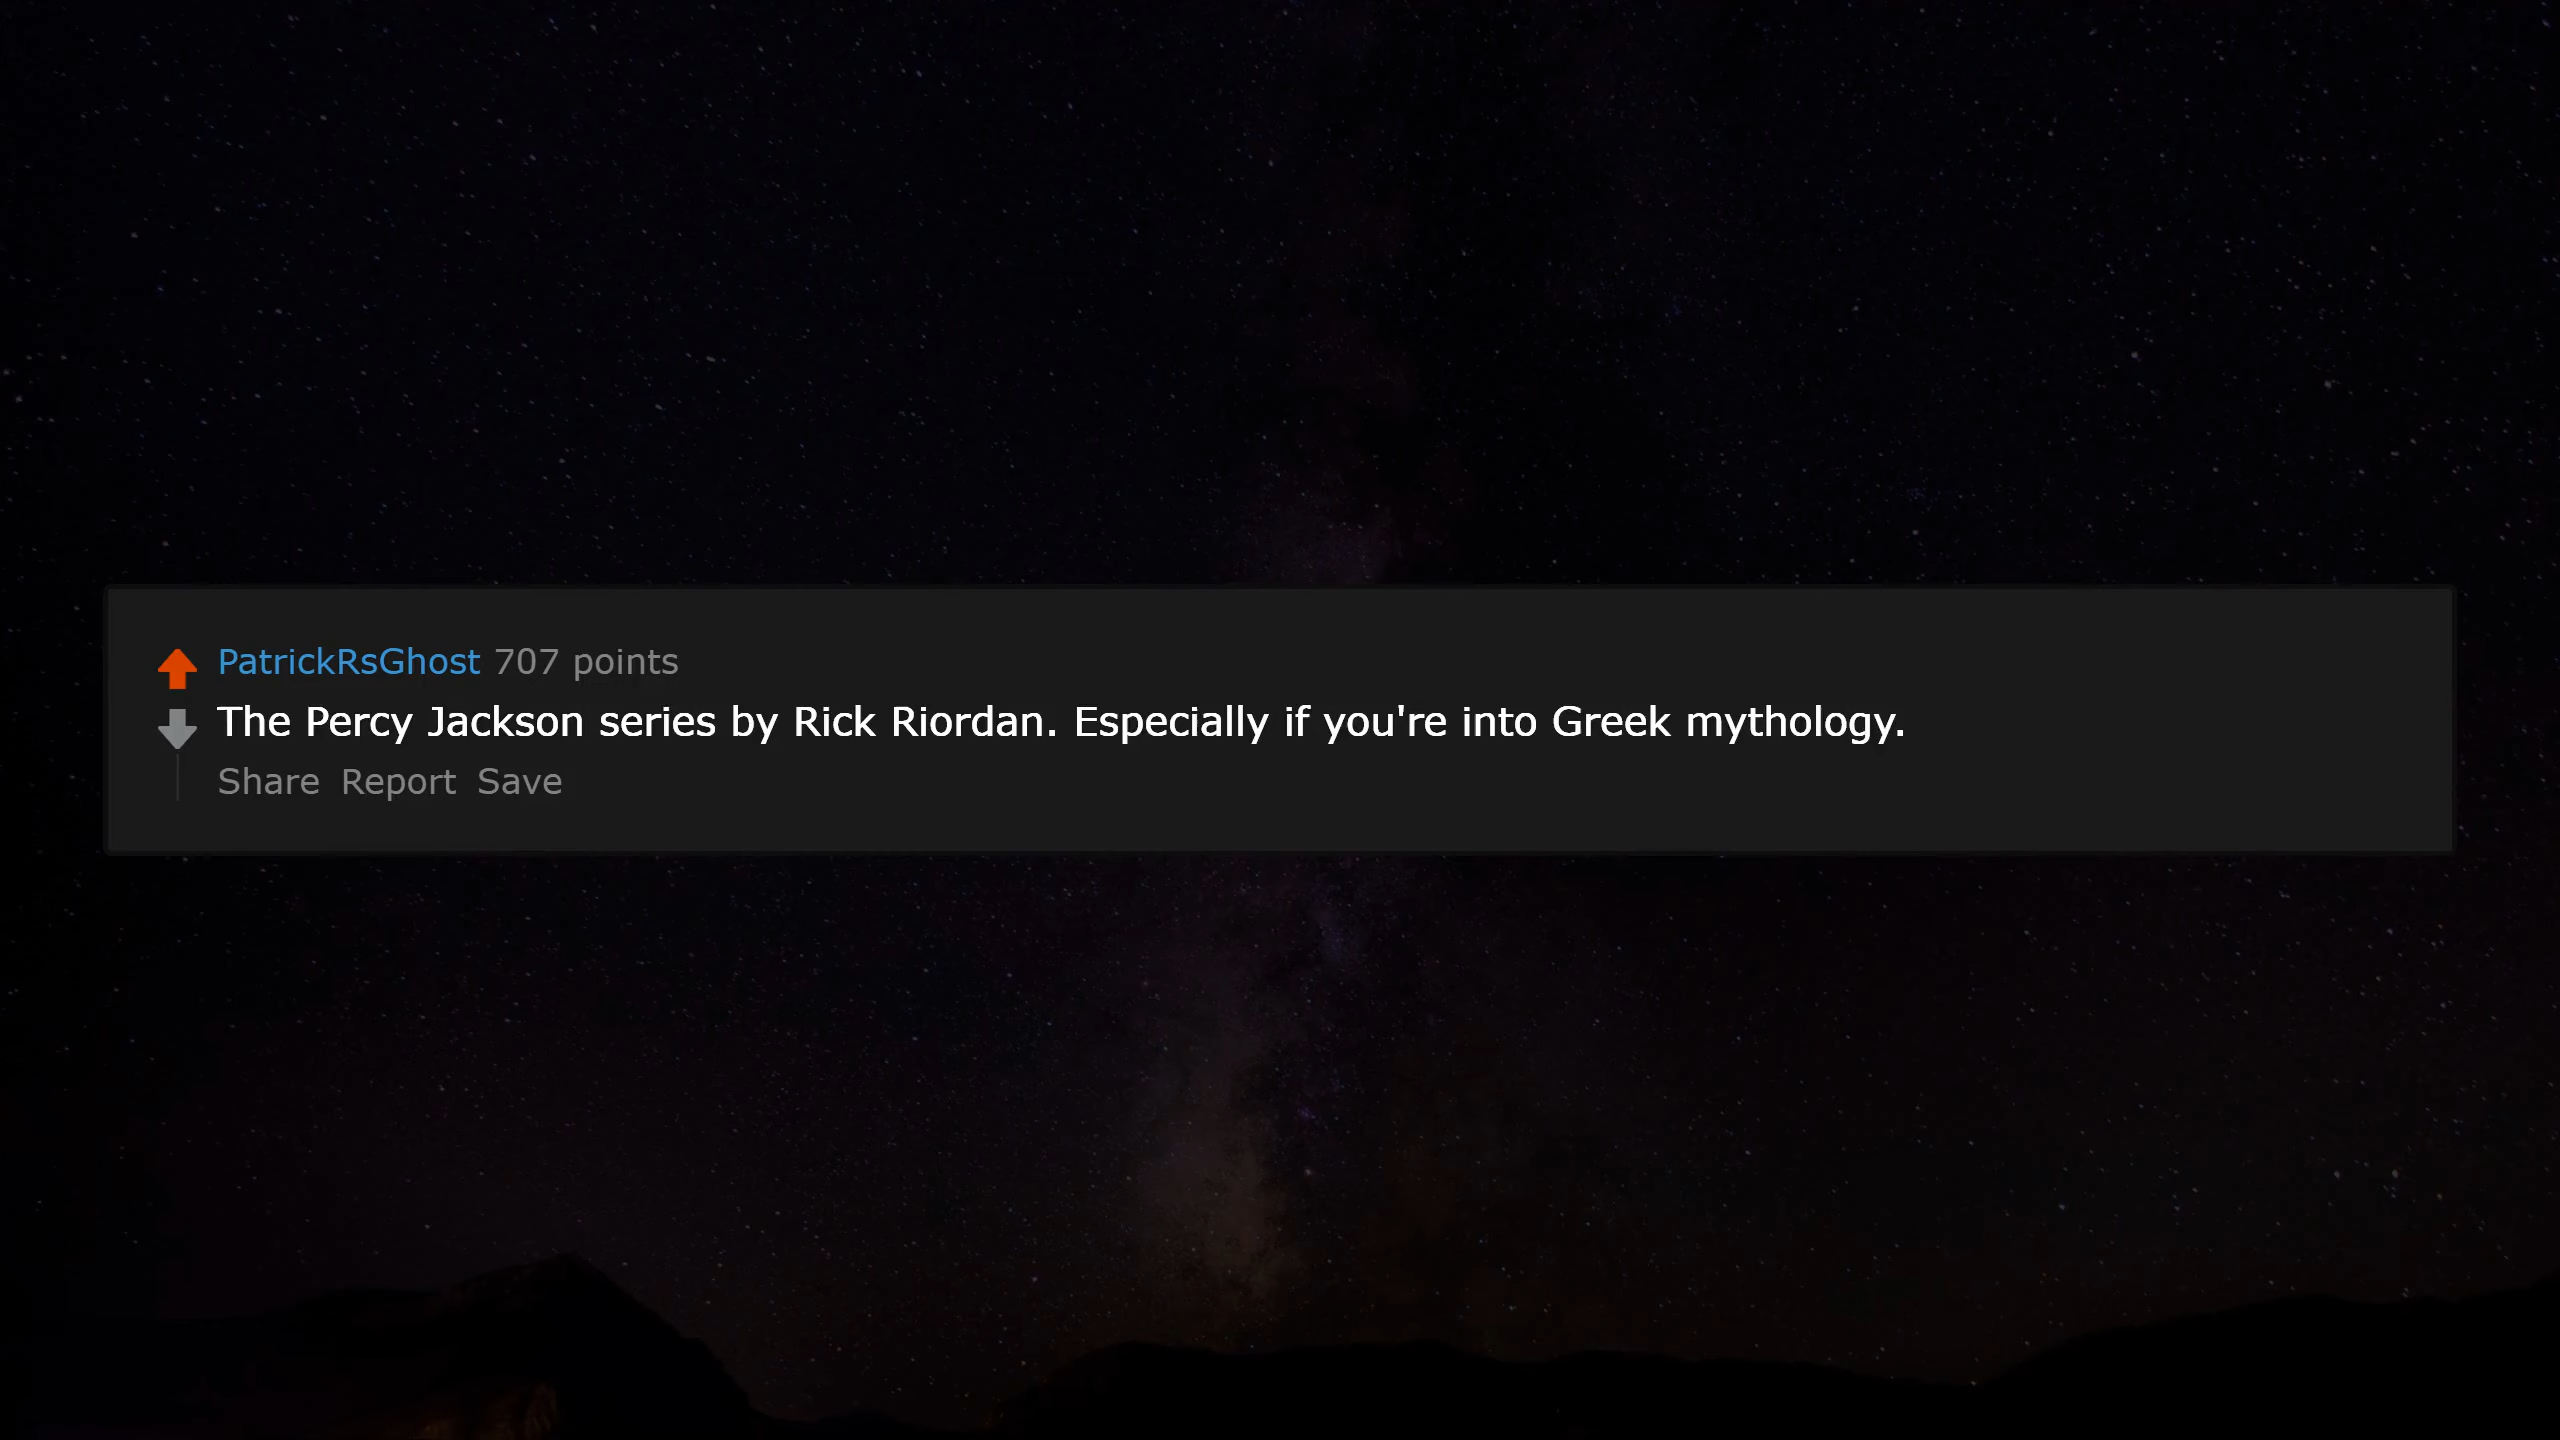 PatrickRsGhost 707 points
The Percy Jackson series by Rick Riordan. Especially if you're into Greek mythology.
Share Report Save